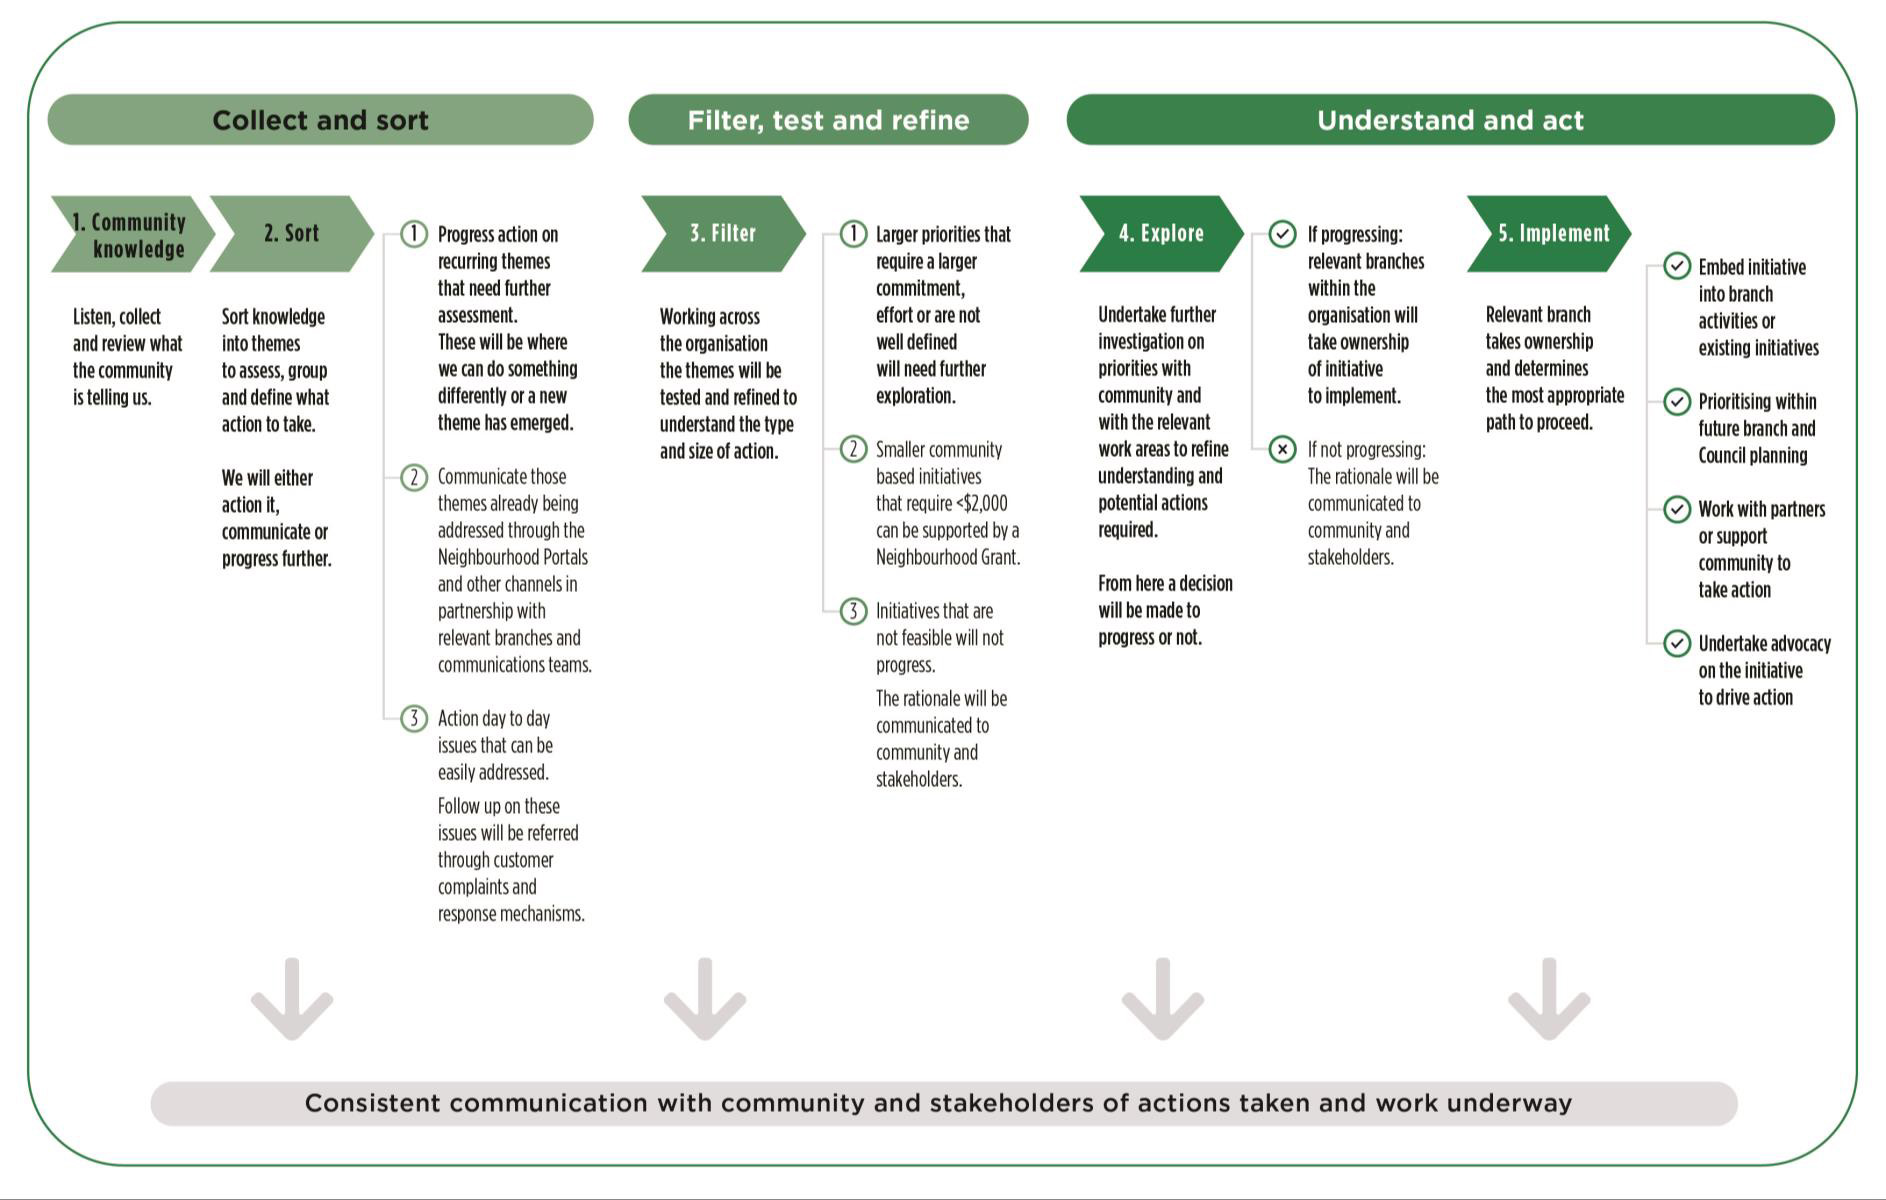 Collect and sort
1. Community
knowledge
Listen, collect
and review what
the community
is telling us.
2. Sort
Sort knowledge
into themes
to assess, group
and define what
action to take.
We will either
action it,
communicate or
progress further.
1
Progress action on
recurring themes
that need further
assessment.
These will be where
we can do something
differently or a new
theme has emerged.
2
Communicate those
themes already being
addressed through the
Neighbourhood Portals
and other channels in
partnership with
relevant branches and
communications teams.
3
Action day to day
issues that can be
easily addressed.
Follow up on these
issues will be referred
through customer
complaints and
response mechanisms.
Filter, test and refine
3. Filter
Working across
the organisation
the themes will be
tested and refined to
understand the type
and size of action.
1
Larger priorities that
require a larger
commitment,
effort or are not
well defined
will need further
exploration.
2
Smaller community
based initiatives
that require <$2,000
can be supported by a
Neighbourhood Grant.
3
Initiatives that are
not feasible will not
progress.
The rationale will be
communicated to
community and
stakeholders.
Understand and act
4. Explore
Undertake further
investigation on
priorities with
community and
with the relevant
work areas to refine
understanding and
potential actions
required.
From here a decision
will be made to
progress or not.
If progressing:
relevant branches
within the
organisation will
take ownership
of initiative
to implement.
If not progressing:
The rationale will be
communicated to
community and
stakeholders.
5. Implement
Relevant branch
takes ownership
and determines
the most appropriate
path to proceed.
Embed initiative
into branch
activities or
existing initiatives
Prioritising within
future branch and
Council planning
Work with partners
or support
community to
take action
Undertake advocacy
on the initiative
to drive action
Consistent communication with community and stakeholders of actions taken and work underway